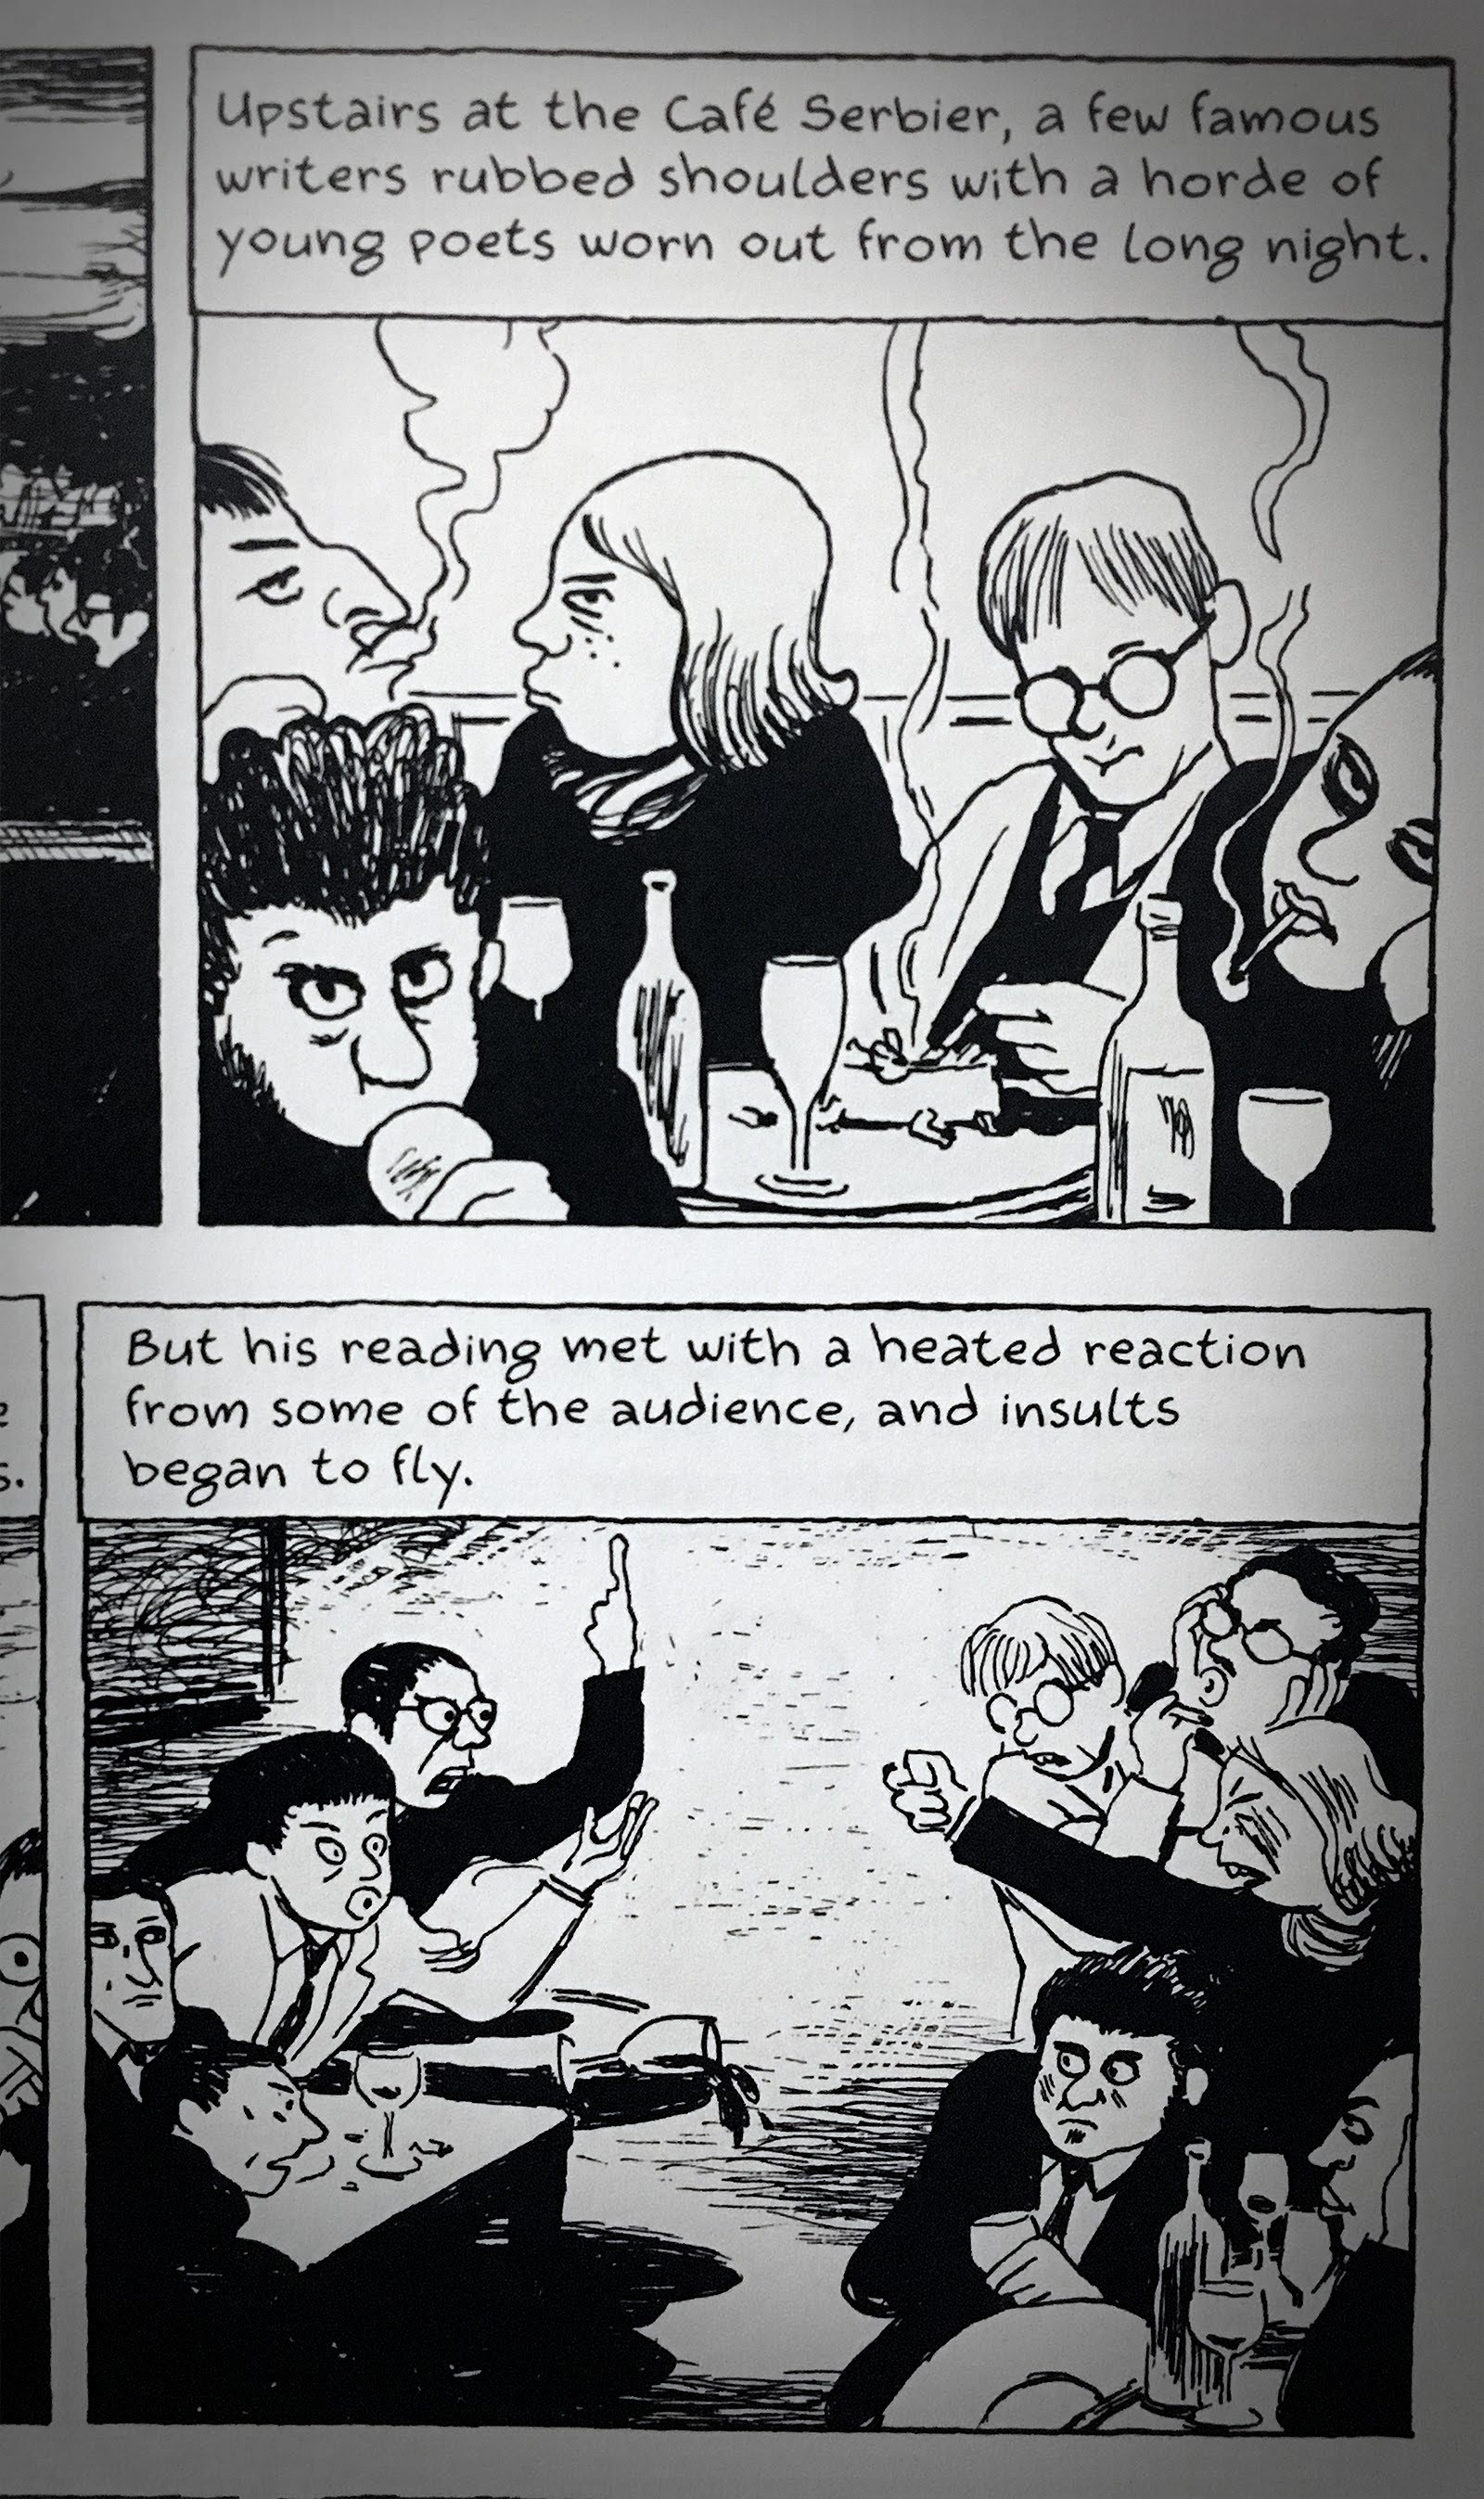 Upstairs at the Café Serbier, a few famous
writers rubbed shoulders with a horde of
young poets worn out from the long night.
But his reading met with a heated reaction
from some of the audience, and insults
began to fly.